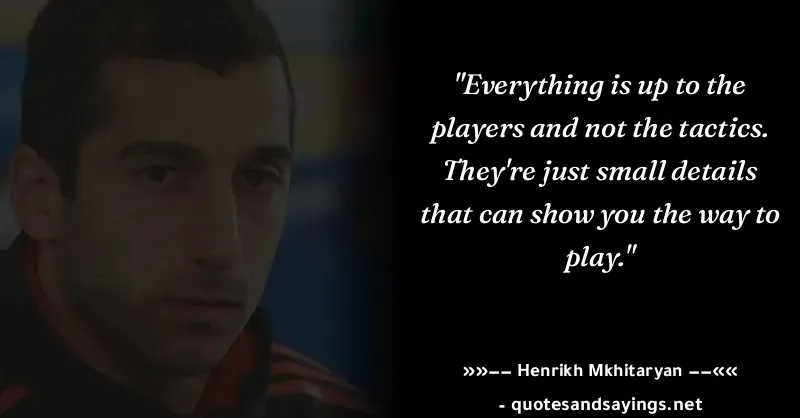 "Everything is up to the
players and not the tactics.
They're just small details
that can show you the way to
play."
»»–– Henrikh Mkhitaryan ––««
- quotesandsayings.net